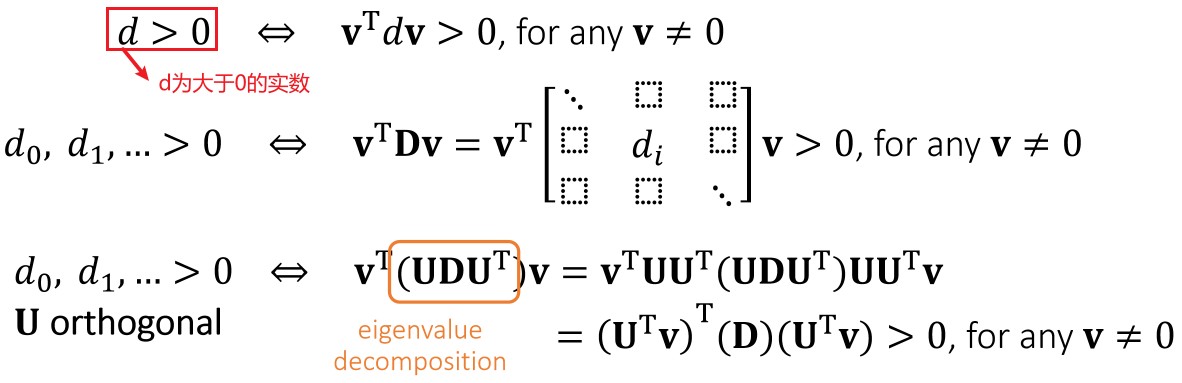 d > 0 ⇔ vᵀdv > 0, for any v ≠ 0
d为大于0的实数
d₀, d₁, … > 0 ⇔ vᵀDv = vᵀ [⋱ dᵢ ⋱] v > 0, for any v ≠ 0
d₀, d₁, … > 0 ⇔ vᵀ(UDUᵀ)v = vᵀUUᵀ(UDUᵀ)UUᵀv
U orthogonal
eigenvalue
decomposition
= (Uᵀv)ᵀ(D)(Uᵀv) > 0, for any v ≠ 0